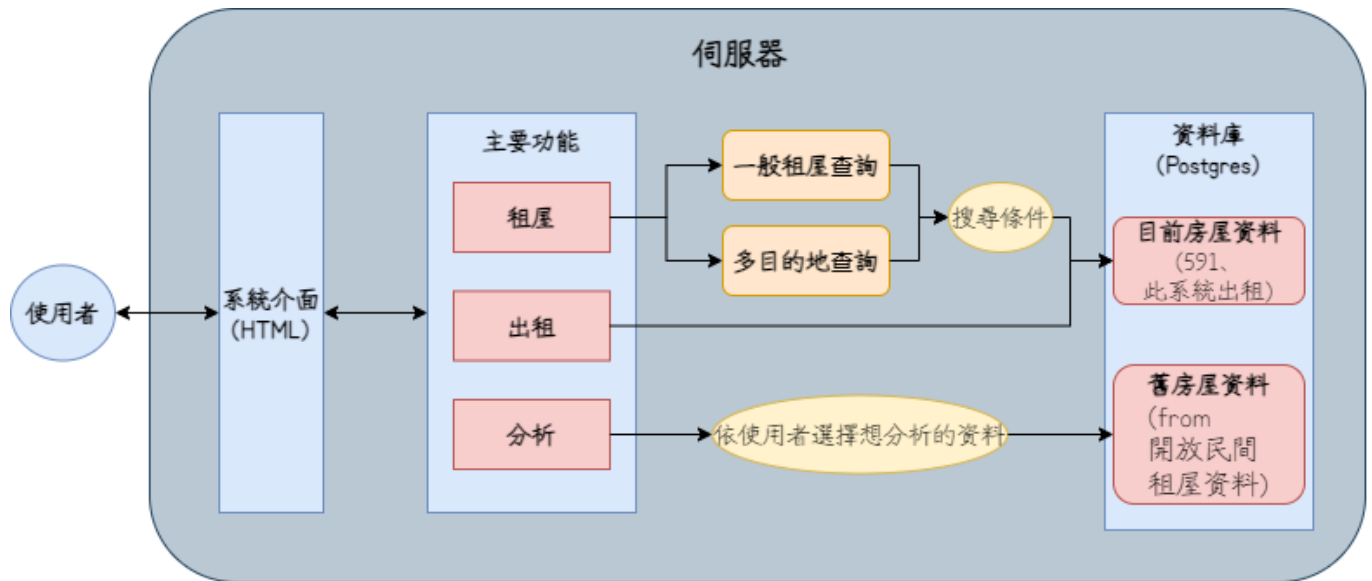 伺服器
使用者
系統介面
(HTML)
主要功能
租屋
出租
分析
一般租屋查詢
多目的地查詢
搜尋條件
依使用者選擇想分析的资料
資料庫
(Postgres)
目前房屋資料
(591、
此系統出租)
舊房屋資料
(from
開放民間
租屋資料)